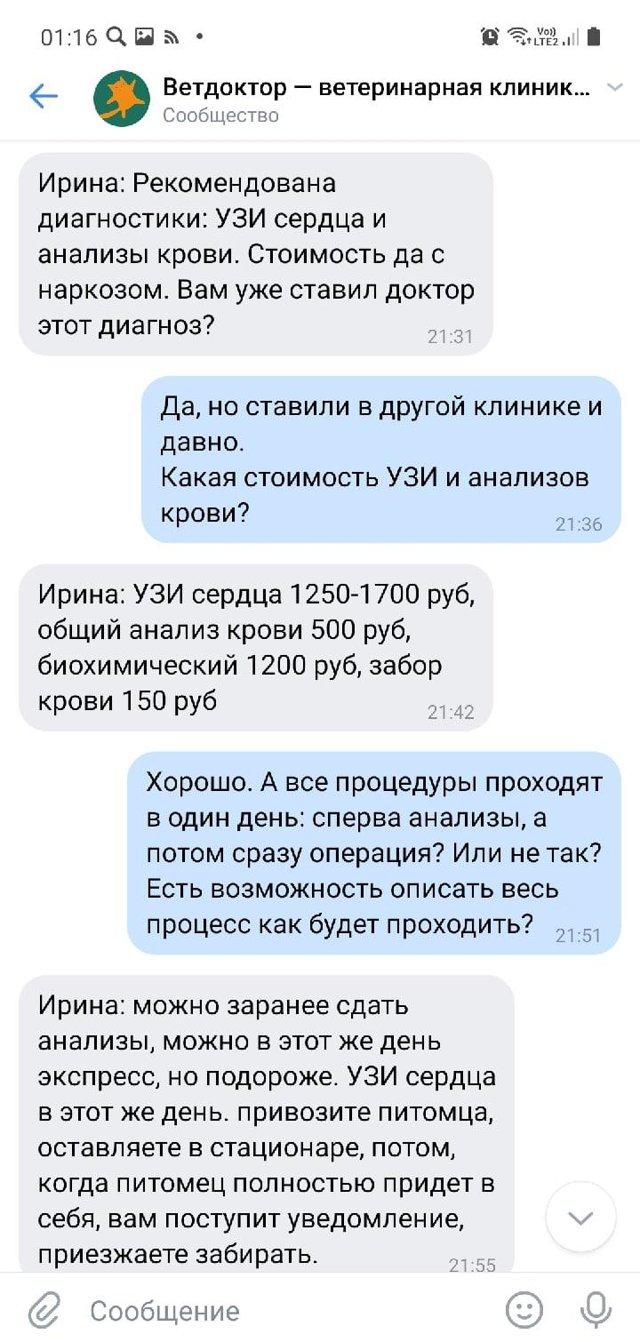 01:16
Vo))
LTE2
Ветдоктор — ветеринарная клиник...
Сообщество
Ирина: Рекомендована
диагностики: УЗИ сердца и
анализы крови. Стоимость да с
наркозом. Вам уже ставил доктор
этот диагноз?
21:31
Да, но ставили в другой клинике и
давно.
Какая стоимость УЗИ и анализов
крови?
21:36
Ирина: УЗИ сердца 1250-1700 руб,
общий анализ крови 500 руб,
биохимический 1200 руб, забор
крови 150 руб
21:42
Хорошо. А все процедуры проходят
в один день: сперва анализы, а
потом сразу операция? Или не так?
Есть возможность описать весь
процесс как будет проходить?
21:51
Ирина: можно заранее сдать
анализы, можно в этот же день
экспресс, но подороже. УЗИ сердца
в этот же день. привозите питомца,
оставляете в стационаре, потом,
когда питомец полностью придет в
себя, вам поступит уведомление,
приезжаете забирать.
21:55
Сообщение